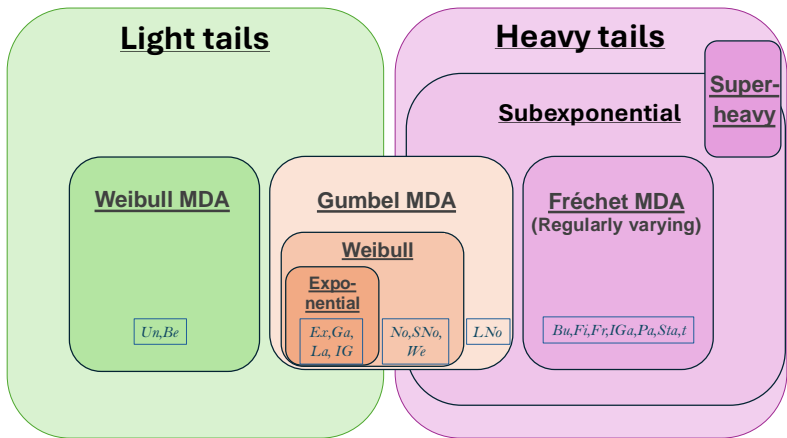 Light tails
Heavy tails
Super-
heavy
Subexponential
Weibull MDA
Gumbel MDA
Fréchet MDA
(Regularly varying)
Weibull
Expo-
nential
Un,Be
Ex,Ga,
La, IG
No,SNo,
We
LNo
Bu,Fi,Fr,IGa,Pa,Sta,t